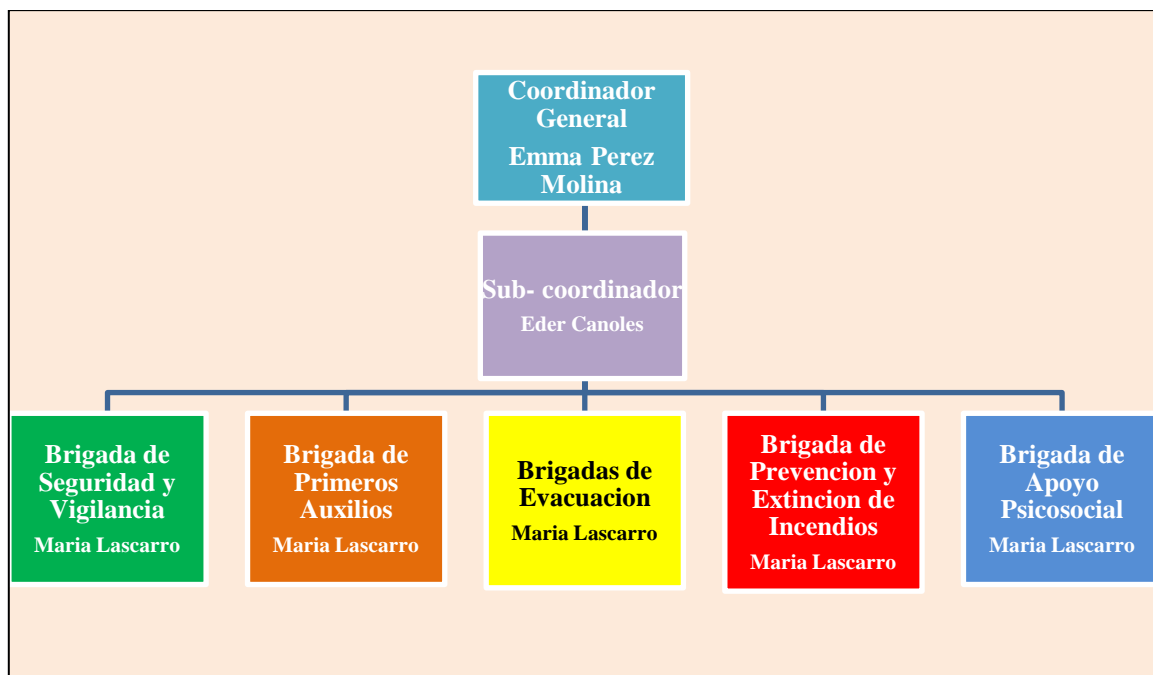 Coordinador
General
Emma Perez
Molina
Sub- coordinador
Eder Canoles
Brigada de
Seguridad y
Vigilancia
Maria Lascarro
Brigada de
Primeros
Auxilios
Maria Lascarro
Brigadas de
Evacuacion
Maria Lascarro
Brigada de
Prevencion y
Extincion de
Incendios
Maria Lascarro
Brigada de
Apoyo
Psicosocial
Maria Lascarro